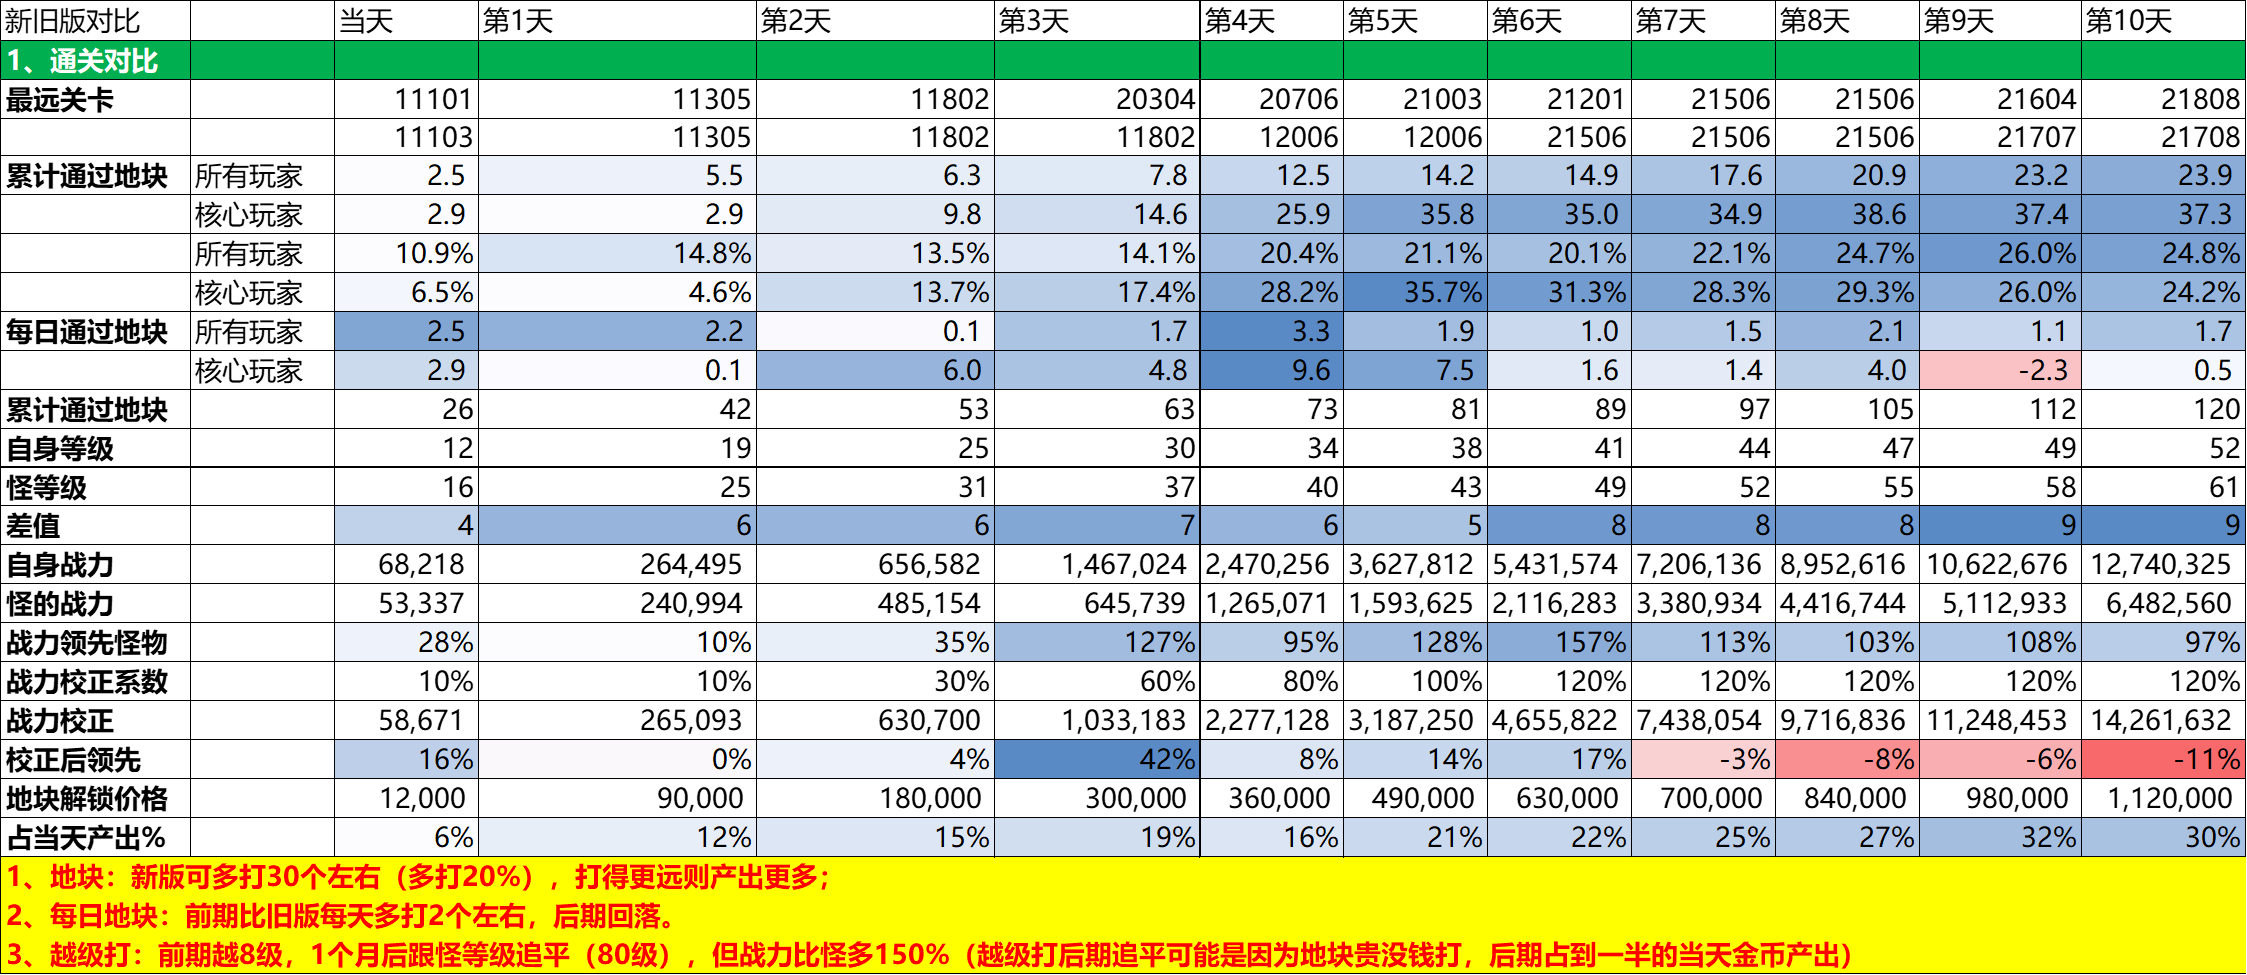 新旧版对比 当天 第1天 第2天 第3天 第4天 第5天 第6天 第7天 第8天 第9天 第10天
1、通关对比
最远关卡 11101 11305 11802 20304 20706 21003 21201 21506 21506 21604 21808
11103 11305 11802 11802 12006 12006 21506 21506 21506 21707 21708
累计通过地块 所有玩家 2.5 5.5 6.3 7.8 12.5 14.2 14.9 17.6 20.9 23.2 23.9
核心玩家 2.9 2.9 9.8 14.6 25.9 35.8 35.0 34.9 38.6 37.4 37.3
所有玩家 10.9% 14.8% 13.5% 14.1% 20.4% 21.1% 20.1% 22.1% 24.7% 26.0% 24.8%
核心玩家 6.5% 4.6% 13.7% 17.4% 28.2% 35.7% 31.3% 28.3% 29.3% 26.0% 24.2%
每日通过地块 所有玩家 2.5 2.2 0.1 1.7 3.3 1.9 1.0 1.5 2.1 1.1 1.7
核心玩家 2.9 0.1 6.0 4.8 9.6 7.5 1.6 1.4 4.0 -2.3 0.5
累计通过地块 26 42 53 63 73 81 89 97 105 112 120
自身等级 12 19 25 30 34 38 41 44 47 49 52
怪等级 16 25 31 37 40 43 49 52 55 58 61
差值 4 6 6 7 6 5 8 8 8 9 9
自身战力 68,218 264,495 656,582 1,467,024 2,470,256 3,627,812 5,431,574 7,206,136 8,952,616 10,622,676 12,740,325
怪的战力 53,337 240,994 485,154 645,739 1,265,071 1,593,625 2,116,283 3,380,934 4,416,744 5,112,933 6,482,560
战力领先怪物 28% 10% 35% 127% 95% 128% 157% 113% 103% 108% 97%
战力校正系数 10% 10% 30% 60% 80% 100% 120% 120% 120% 120% 120%
战力校正 58,671 265,093 630,700 1,033,183 2,277,128 3,187,250 4,655,822 7,438,054 9,716,836 11,248,453 14,261,632
校正后领先 16% 0% 4% 42% 8% 14% 17% -3% -8% -6% -11%
地块解锁价格 12,000 90,000 180,000 300,000 360,000 490,000 630,000 700,000 840,000 980,000 1,120,000
占当天产出% 6% 12% 15% 19% 16% 21% 22% 25% 27% 32% 30%
1、地块：新版可多打30个左右（多打20%），打得更远则产出更多；
2、每日地块：前期比旧版每天多打2个左右，后期回落。
3、越级打：前期越8级，1个月后跟怪等级追平（80级），但战力比怪多150%（越级打后期追平可能是因为地块贵没钱打，后期占到一半的当天金币产出）